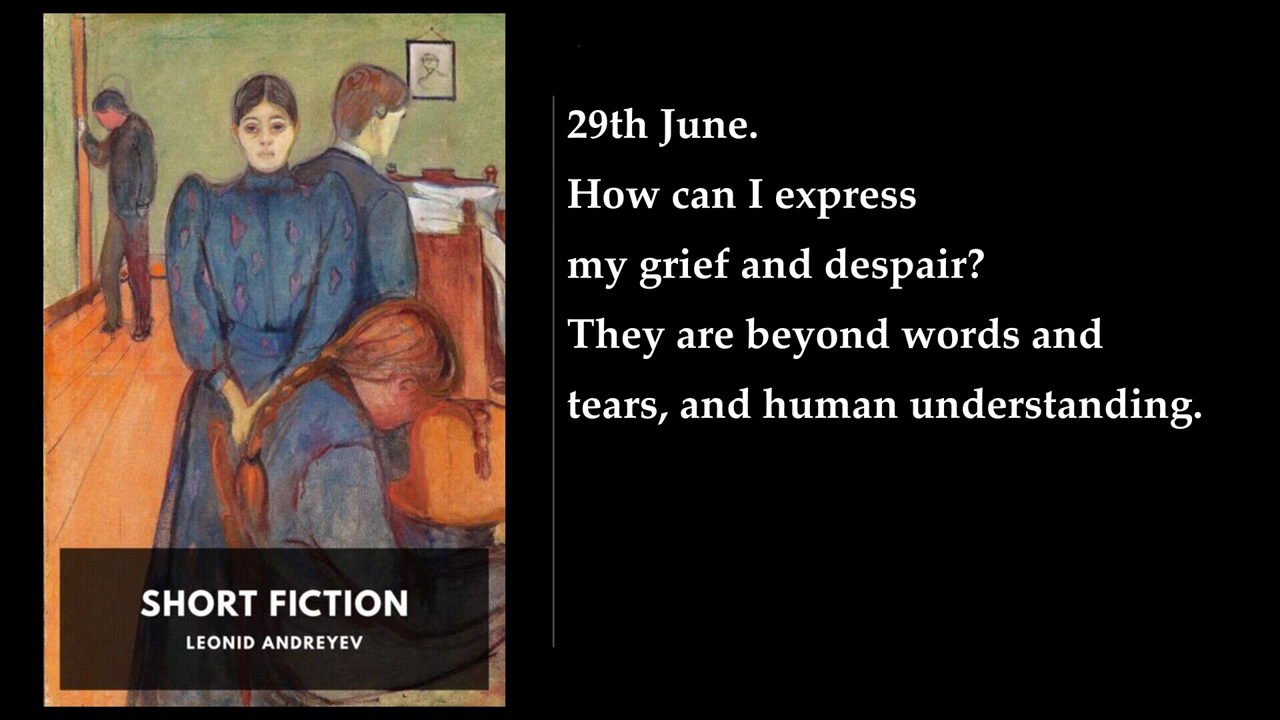 SHORT FICTION
LEONID ANDREYEV
29th June.
How can I express
my grief and despair?
They are beyond words and
tears, and human understanding.